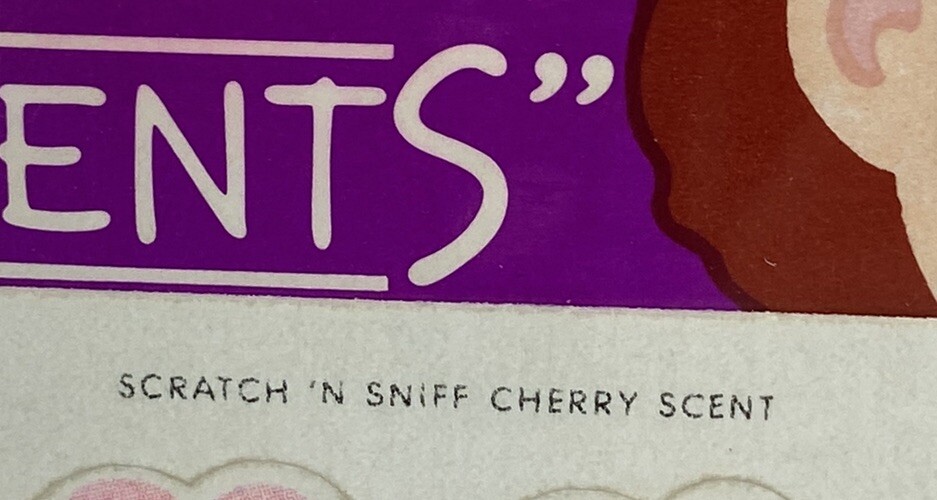 ENTS”
SCRATCH 'N SNIFF CHERRY SCENT